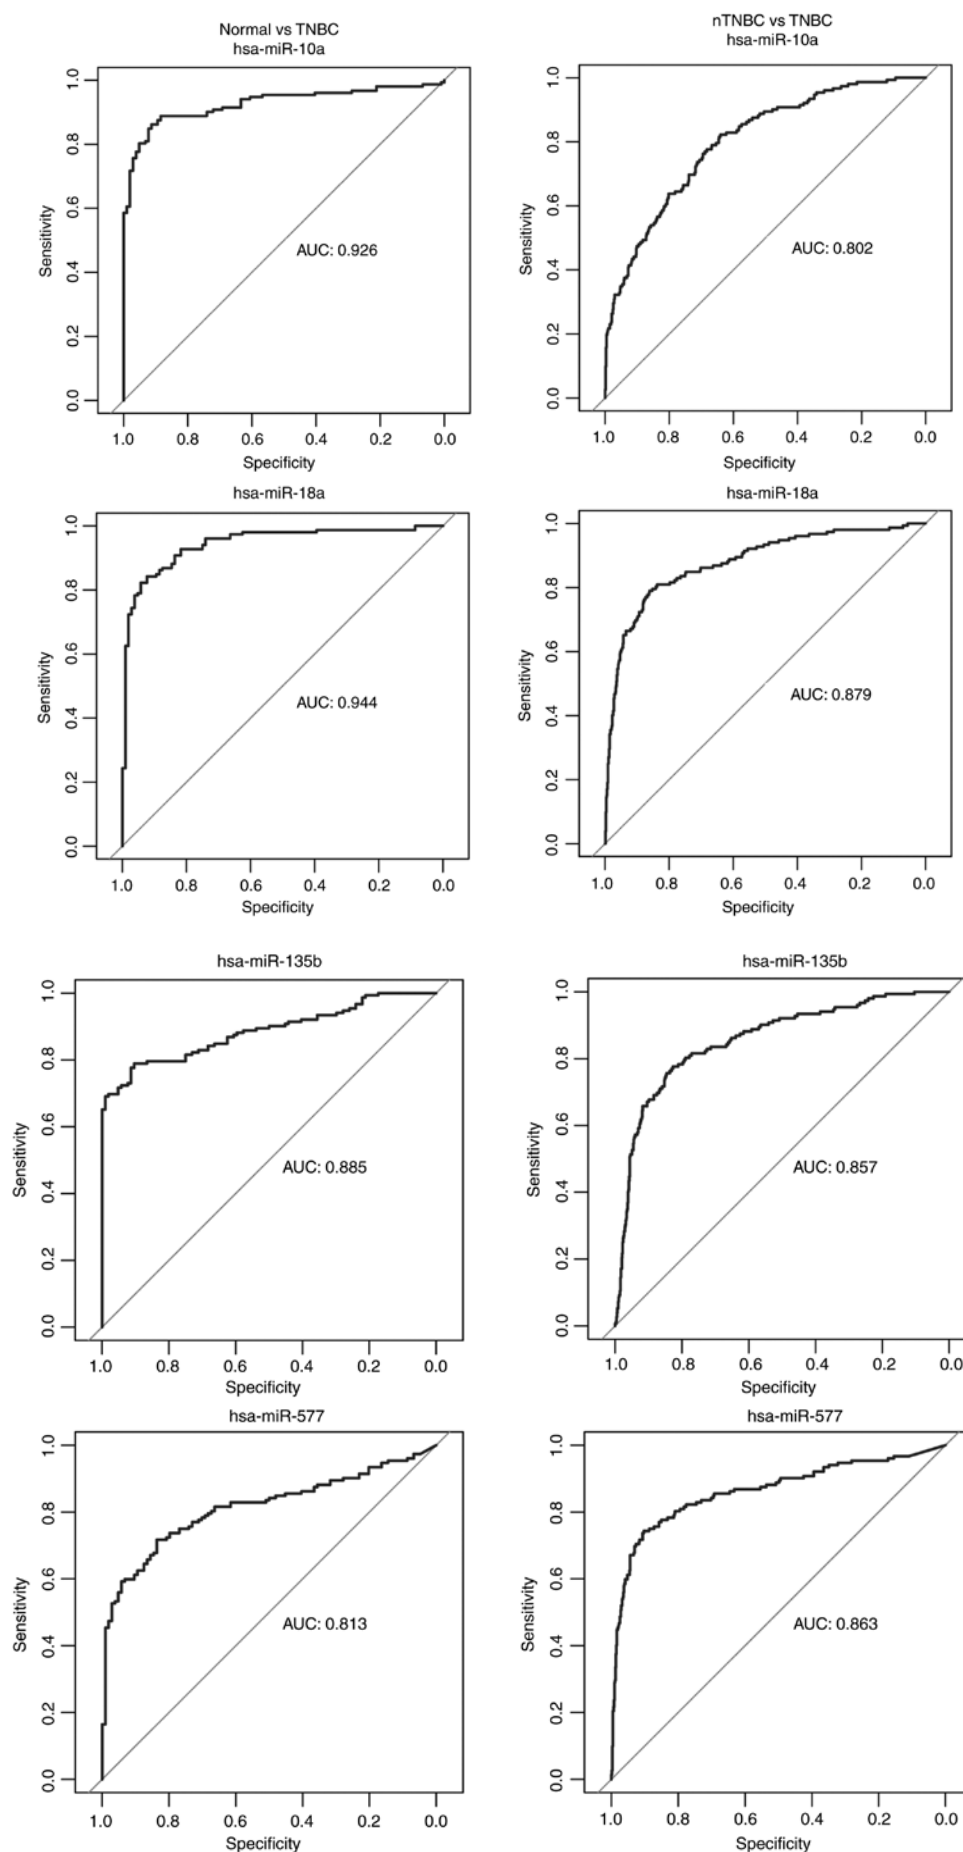 Normal vs TNBC
hsa-miR-10a
Sensitivity
1.0
0.8
0.6
0.4
0.2
0.0
AUC: 0.926
1.0 0.8 0.6 0.4 0.2 0.0
Specificity
nTNBC vs TNBC
hsa-miR-10a
Sensitivity
1.0
0.8
0.6
0.4
0.2
0.0
AUC: 0.802
1.0 0.8 0.6 0.4 0.2 0.0
Specificity
hsa-miR-18a
Sensitivity
1.0
0.8
0.6
0.4
0.2
0.0
AUC: 0.944
1.0 0.8 0.6 0.4 0.2 0.0
Specificity
hsa-miR-18a
Sensitivity
1.0
0.8
0.6
0.4
0.2
0.0
AUC: 0.879
1.0 0.8 0.6 0.4 0.2 0.0
Specificity
hsa-miR-135b
Sensitivity
1.0
0.8
0.6
0.4
0.2
0.0
AUC: 0.885
1.0 0.8 0.6 0.4 0.2 0.0
Specificity
hsa-miR-135b
Sensitivity
1.0
0.8
0.6
0.4
0.2
0.0
AUC: 0.857
1.0 0.8 0.6 0.4 0.2 0.0
Specificity
hsa-miR-577
Sensitivity
1.0
0.8
0.6
0.4
0.2
0.0
AUC: 0.813
1.0 0.8 0.6 0.4 0.2 0.0
Specificity
hsa-miR-577
Sensitivity
1.0
0.8
0.6
0.4
0.2
0.0
AUC: 0.863
1.0 0.8 0.6 0.4 0.2 0.0
Specificity